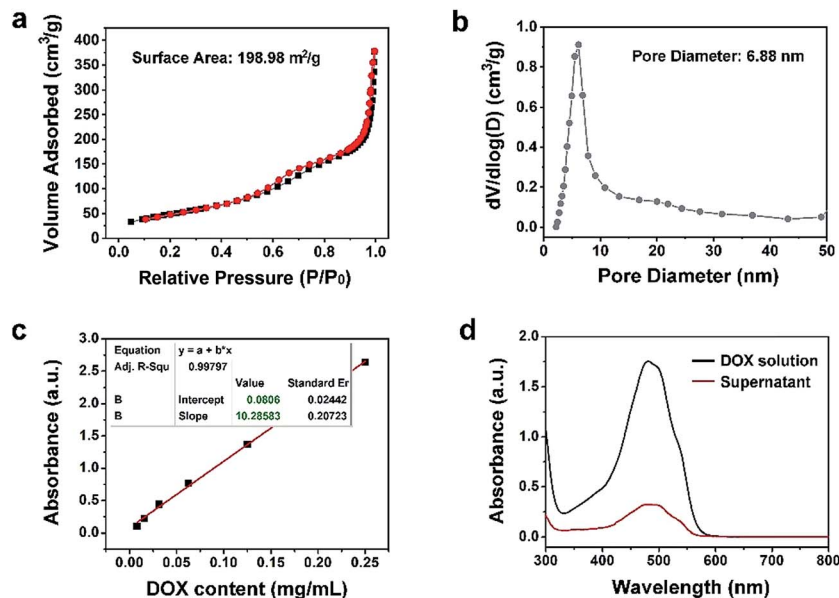 a
Surface Area: 198.98 m²/g
Volume Adsorbed (cm³/g)
400
350
300
250
200
150
100
50
0
0.0 0.2 0.4 0.6 0.8 1.0
Relative Pressure (P/P₀)
b
Pore Diameter: 6.88 nm
dV/dlog(D) (cm³/g)
1.0
0.8
0.6
0.4
0.2
0.0
0 10 20 30 40 50
Pore Diameter (nm)
c
Equation y = a + b*x
Adj. R-Squ 0.99797
Value Standard Er
B Intercept 0.0806 0.02442
B Slope 10.28583 0.20723
Absorbance (a.u.)
3.0
2.5
2.0
1.5
1.0
0.5
0.0
0.00 0.05 0.10 0.15 0.20 0.25
DOX content (mg/mL)
d
DOX solution
Supernatant
Absorbance (a.u.)
2.0
1.5
1.0
0.5
0.0
300 400 500 600 700 800
Wavelength (nm)